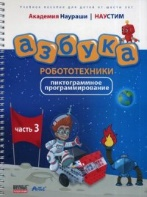 Учебное пособие для детей от шести лет
Академия Наураши | НАУСТИМ
азбука
РОБОТОТЕХНИКИ
пиктограммное
программирование
часть 3